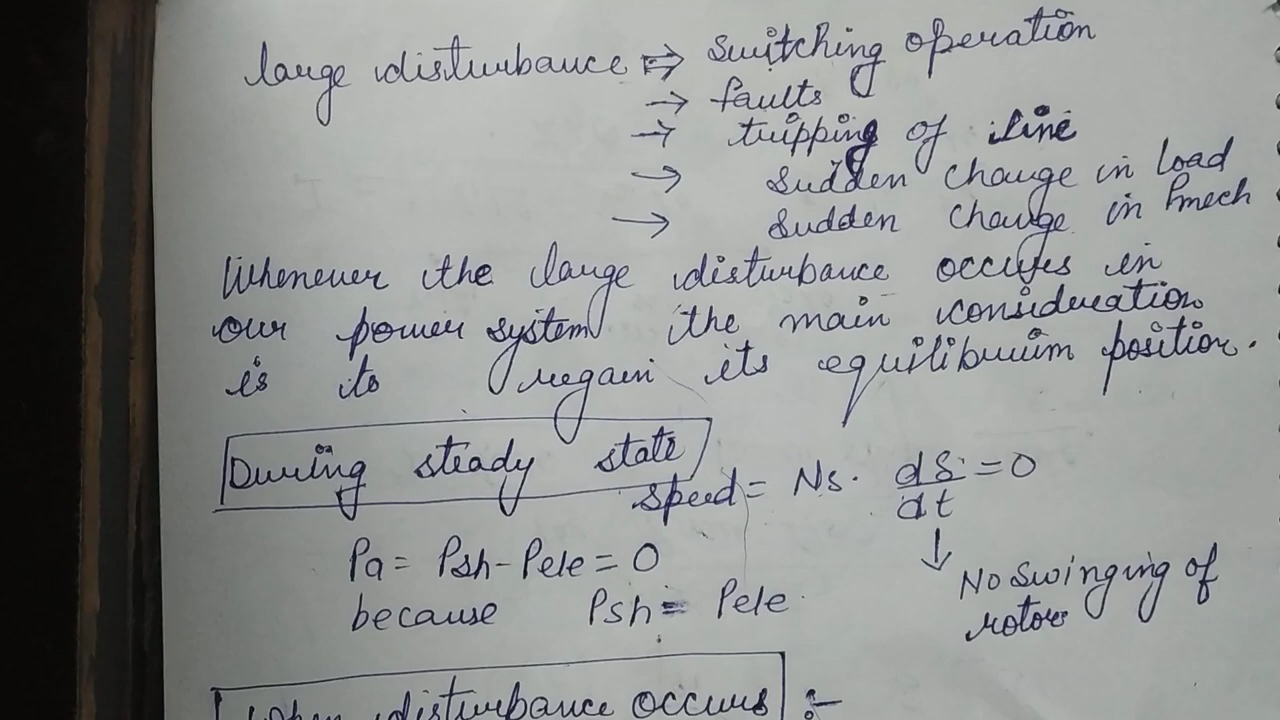 large disturbance ⇒ switching operation
→ faults
→ tripping of line
→ sudden change in load
→ sudden change in Pmech
Whenever the large disturbance occurs in
our power system the main consideration
is to regain its equilibrium position.
During steady state
speed = Ns. dδ/dt = 0
↓
No swinging of
rotor
Pa = Psh - Pele = 0
because Psh = Pele
When disturbance occurs :-